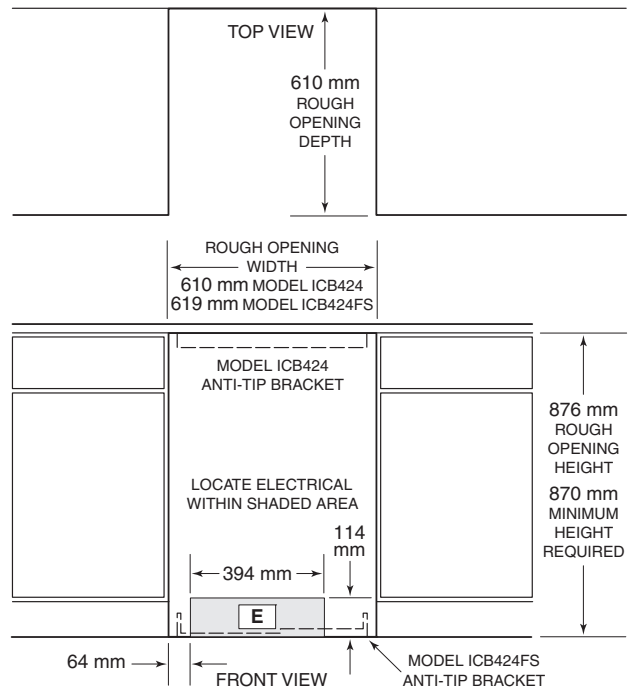 TOP VIEW
610 mm
ROUGH
OPENING
DEPTH
ROUGH OPENING
WIDTH
610 mm MODEL ICB424
619 mm MODEL ICB424FS
MODEL ICB424
ANTI-TIP BRACKET
876 mm
ROUGH
OPENING
HEIGHT
870 mm
MINIMUM
HEIGHT
REQUIRED
LOCATE ELECTRICAL
WITHIN SHADED AREA
114
mm
394 mm
E
64 mm
FRONT VIEW
MODEL ICB424FS
ANTI-TIP BRACKET